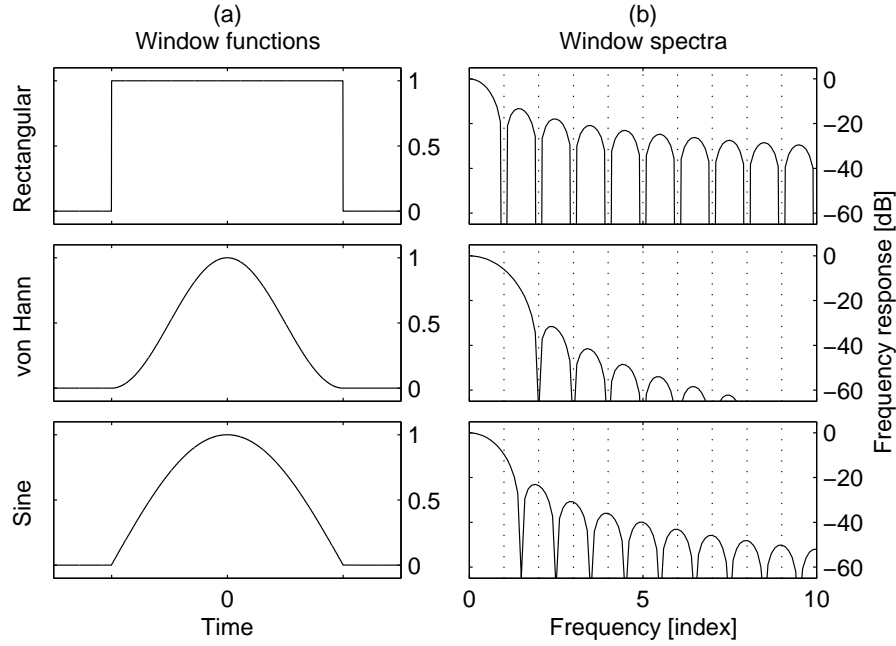 (a)
Window functions
(b)
Window spectra
Rectangular
1
0.5
0
0
−20
−40
−60
von Hann
1
0.5
0
0
−20
−40
−60
Sine
1
0.5
0
0
−20
−40
−60
Frequency response [dB]
0
Time
0
5
10
Frequency [index]